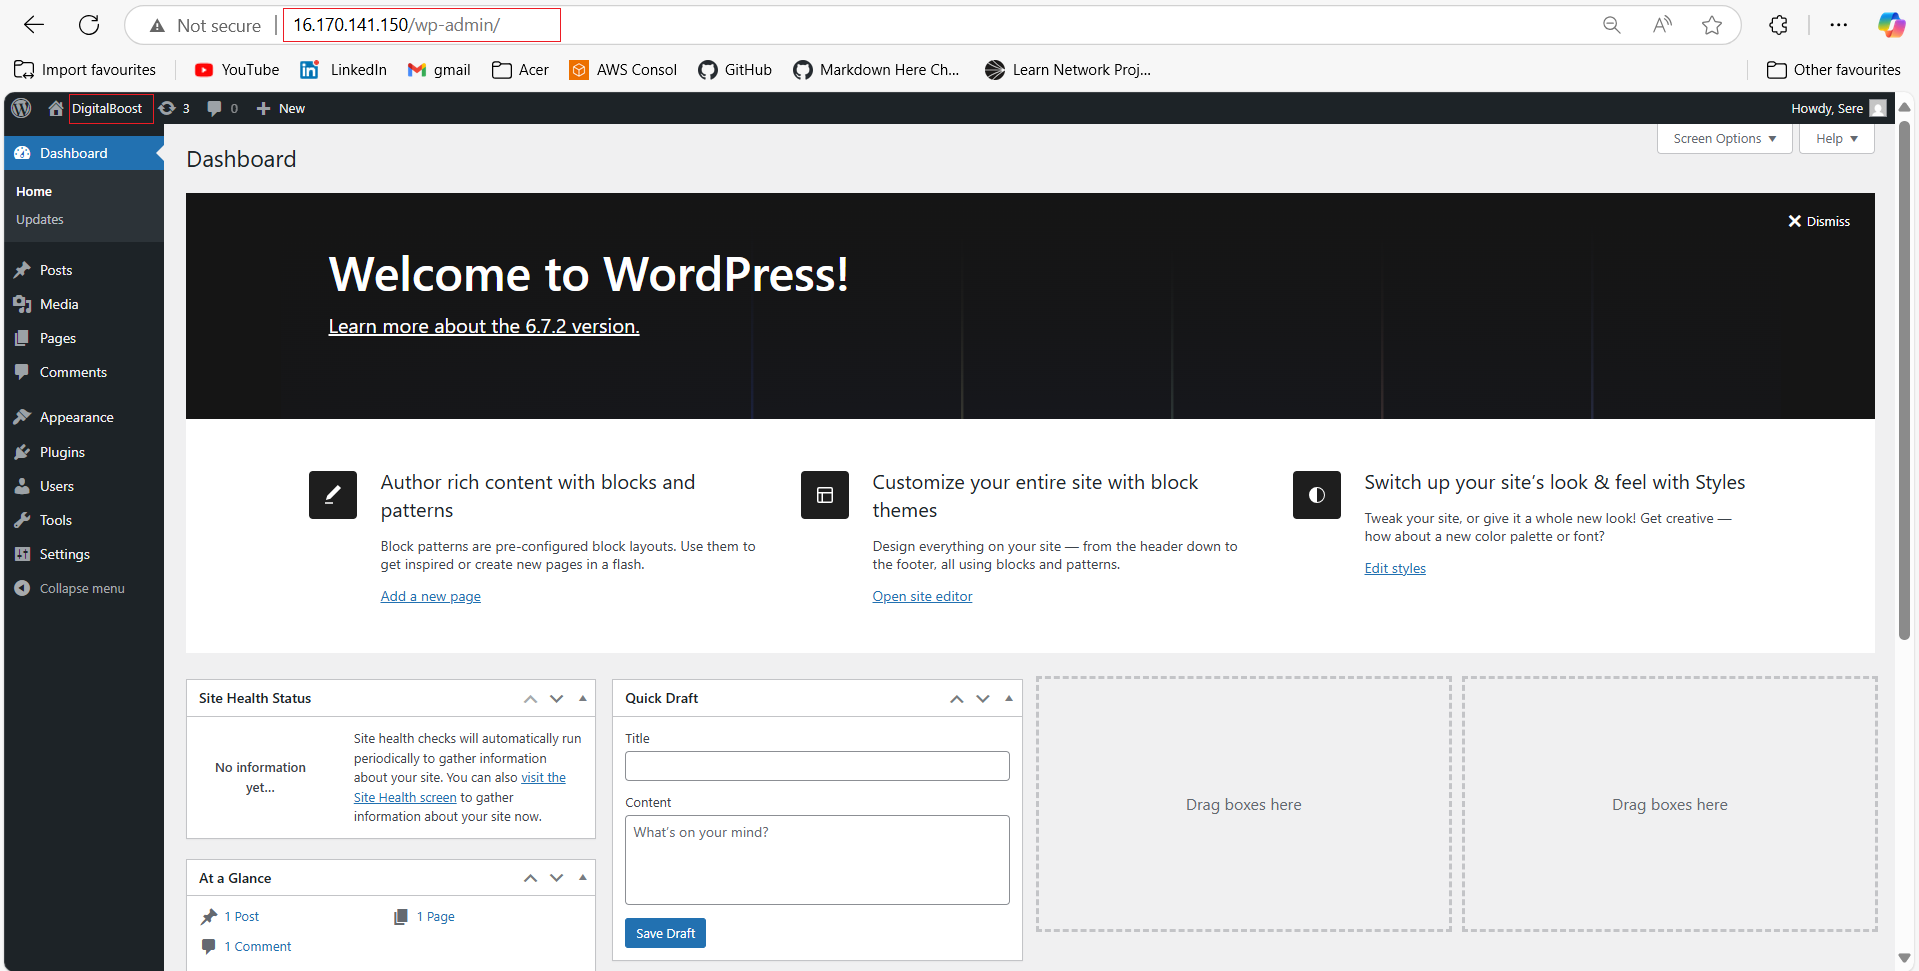 Not secure 16.170.141.150/wp-admin/
Import favourites YouTube LinkedIn gmail Acer AWS Consol GitHub Markdown Here Ch... Learn Network Proj... Other favourites
DigitalBoost 3 0 New Howdy, Sere
Screen Options Help
Dashboard
Home
Updates
Posts
Media
Pages
Comments
Appearance
Plugins
Users
Tools
Settings
Collapse menu
Dashboard
Dismiss
Welcome to WordPress!
Learn more about the 6.7.2 version.
Author rich content with blocks and
patterns
Block patterns are pre-configured block layouts. Use them to
get inspired or create new pages in a flash.
Add a new page
Customize your entire site with block
themes
Design everything on your site — from the header down to
the footer, all using blocks and patterns.
Open site editor
Switch up your site’s look & feel with Styles
Tweak your site, or give it a whole new look! Get creative —
how about a new color palette or font?
Edit styles
Site Health Status
No information
yet...
Site health checks will automatically run
periodically to gather information
about your site. You can also visit the
Site Health screen to gather
information about your site now.
At a Glance
1 Post
1 Page
1 Comment
Quick Draft
Title
Content
What’s on your mind?
Save Draft
Drag boxes here
Drag boxes here